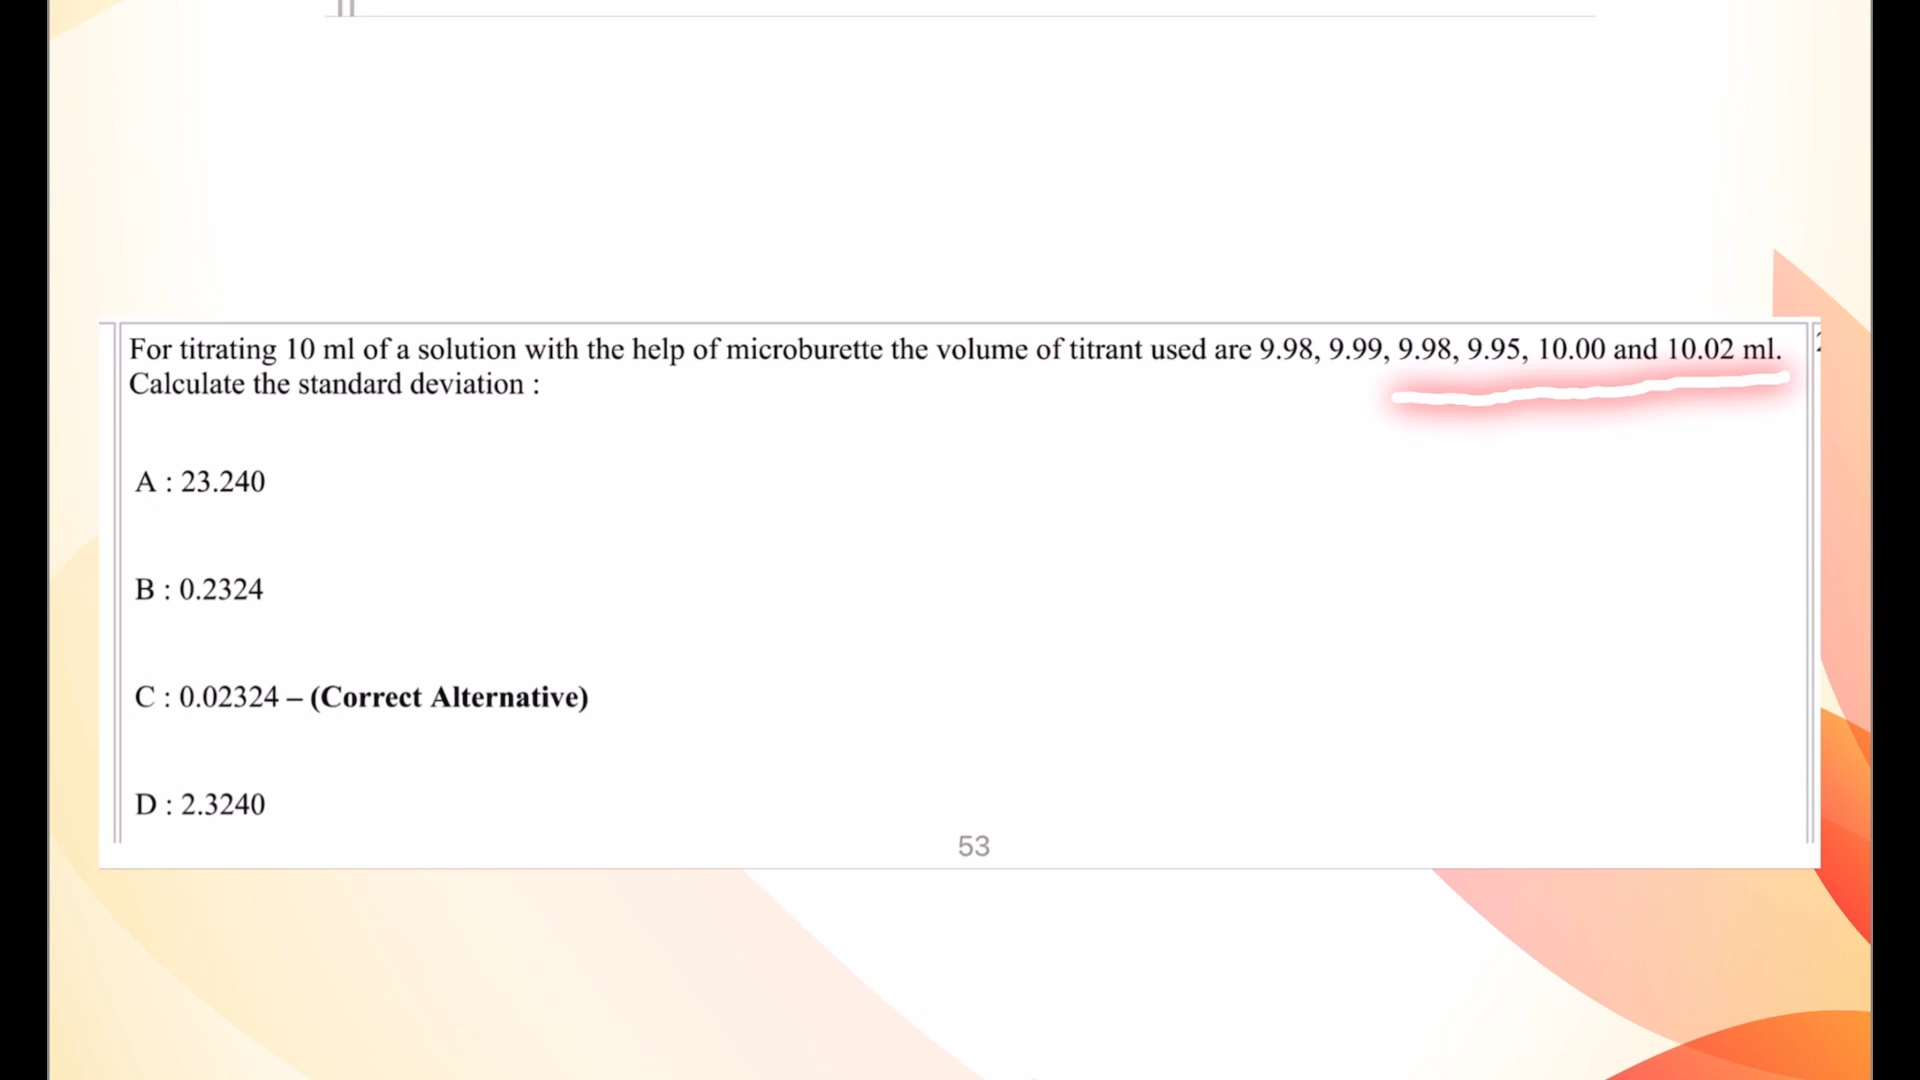 For titrating 10 ml of a solution with the help of microburette the volume of titrant used are 9.98, 9.99, 9.98, 9.95, 10.00 and 10.02 ml.
Calculate the standard deviation :
A : 23.240
B : 0.2324
C : 0.02324 – (Correct Alternative)
D : 2.3240
53